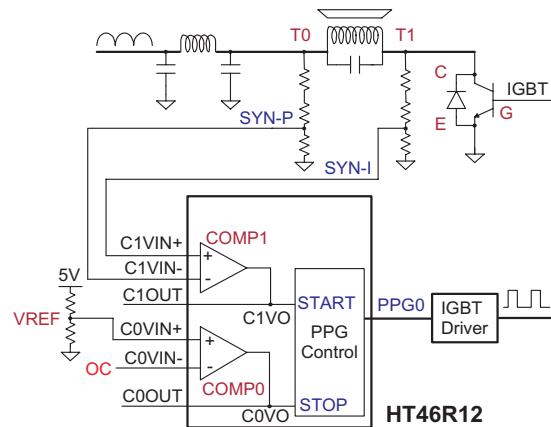 T0
T1
C
IGBT
G
E
SYN-P
SYN-I
COMP1
C1VIN+
+
C1VIN-
-
5V
C1OUT
C1VO
START
PPG0
VREF
C0VIN+
+
PPG
Control
IGBT
Driver
OC
C0VIN-
-
COMP0
C0OUT
C0VO
STOP
HT46R12